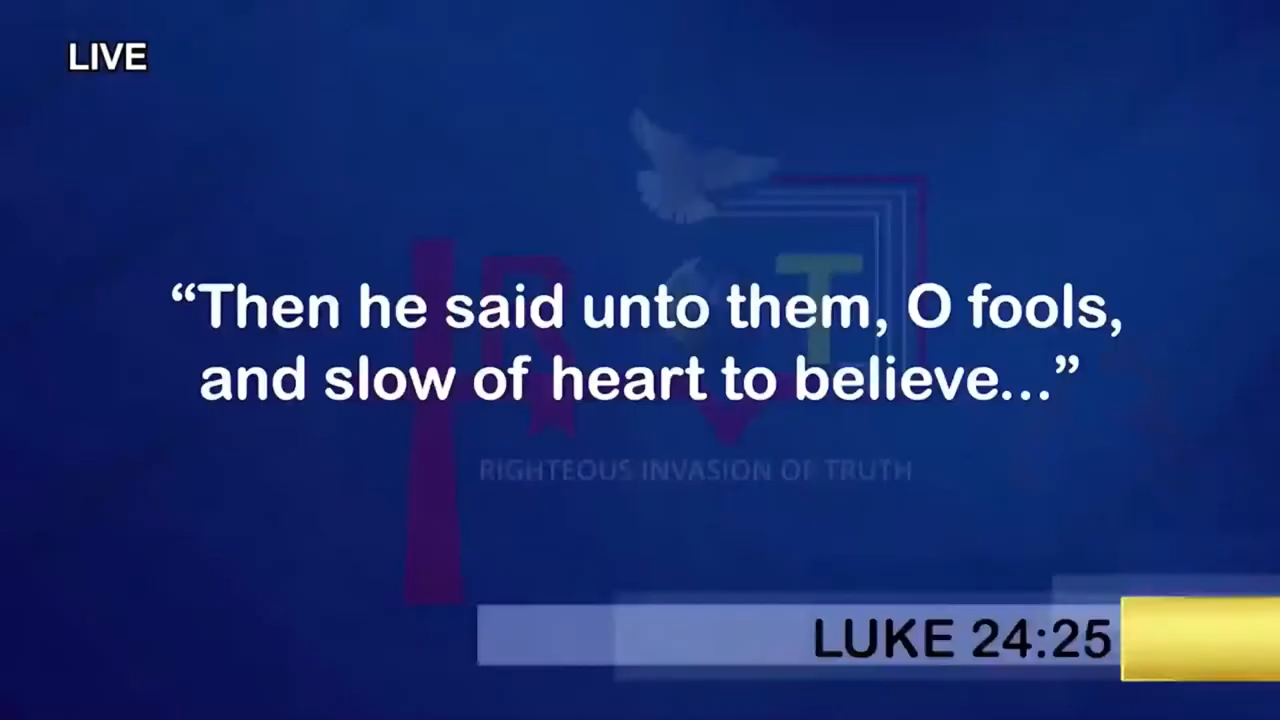 LIVE
R T
“Then he said unto them, O fools,
and slow of heart to believe...”
RIGHTEOUS INVASION OF TRUTH
LUKE 24:25